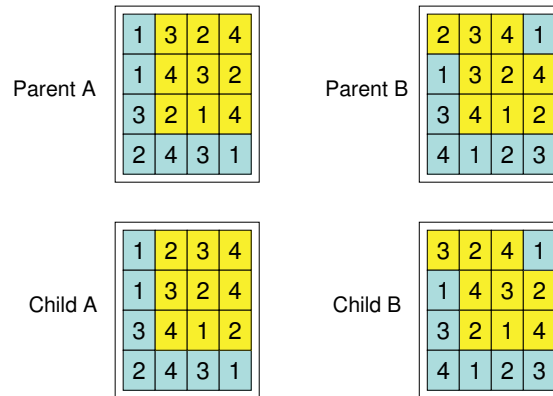 1 3 2 4
1 4 3 2
Parent A
3 2 1 4
2 4 3 1
2 3 4 1
1 3 2 4
Parent B
3 4 1 2
4 1 2 3
1 2 3 4
1 3 2 4
Child A
3 4 1 2
2 4 3 1
3 2 4 1
1 4 3 2
Child B
3 2 1 4
4 1 2 3